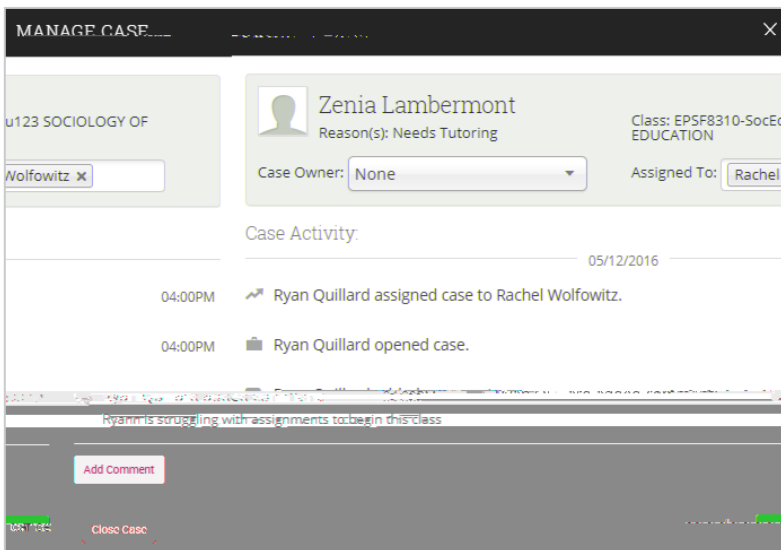 MANAGE CASE
u123 SOCIOLOGY OF
Wolfowitz ×
04:00PM
04:00PM
Zenia Lambermont
Reason(s): Needs Tutoring
Class: EPSF8310-SocEd
EDUCATION
Case Owner: None
Assigned To: Rachel
Case Activity:
05/12/2016
Ryan Quillard assigned case to Rachel Wolfowitz.
Ryan Quillard opened case.
is struggling with assignments to begin this class
Add Comment
Close Case